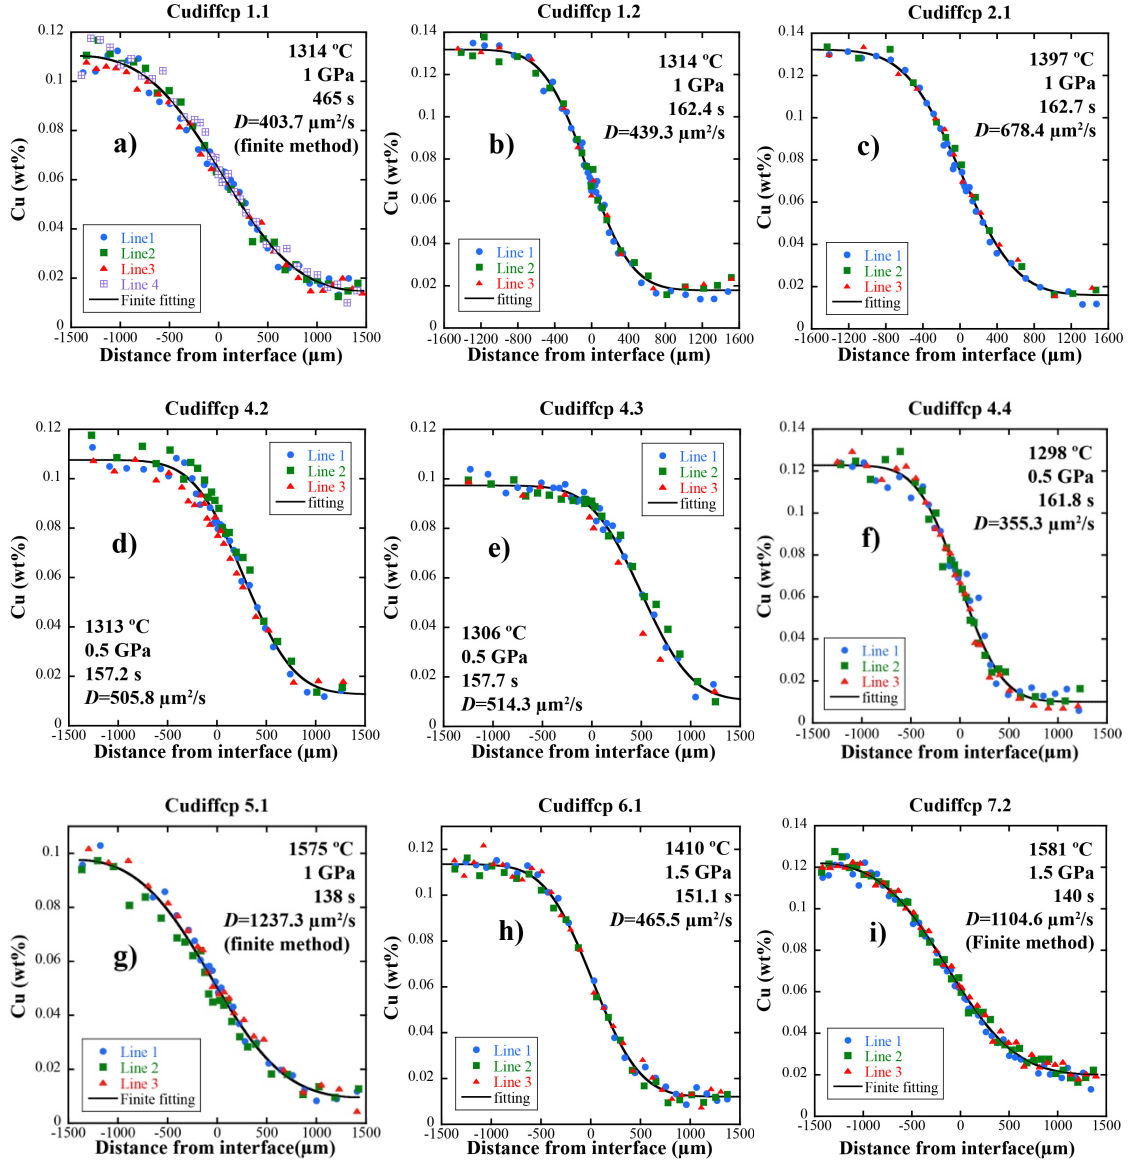 Cudiffcp 1.1
0.12
0.1
0.08
0.06
0.04
0.02
0
Cu (wt%)
1314 ºC
1 GPa
465 s
D=403.7 µm²/s
(finite method)
a)
Line1
Line2
Line3
Line 4
Finite fitting
-1500 -1000 -500 0 500 1000 1500
Distance from interface (µm)
Cudiffcp 1.2
0.14
0.12
0.1
0.08
0.06
0.04
0.02
0
Cu (wt%)
1314 ºC
1 GPa
162.4 s
D=439.3 µm²/s
b)
Line 1
Line 2
Line 3
fitting
-1600 -1200 -800 -400 0 400 800 1200 1600
Distance from interface (µm)
Cudiffcp 2.1
0.14
0.12
0.1
0.08
0.06
0.04
0.02
0
Cu (wt%)
1397 ºC
1 GPa
162.7 s
D=678.4 µm²/s
c)
Line 1
Line 2
Line 3
fitting
-1600 -1200 -800 -400 0 400 800 1200 1600
Distance from interface (µm)
Cudiffcp 4.2
0.12
0.1
0.08
0.06
0.04
0.02
0
Cu (wt%)
Line 1
Line 2
Line 3
fitting
d)
1313 ºC
0.5 GPa
157.2 s
D=505.8 µm²/s
-1500 -1000 -500 0 500 1000 1500
Distance from interface (µm)
Cudiffcp 4.3
0.12
0.1
0.08
0.06
0.04
0.02
0
Cu (wt%)
Line 1
Line 2
Line 3
fitting
e)
1306 ºC
0.5 GPa
157.7 s
D=514.3 µm²/s
-1500 -1000 -500 0 500 1000 1500
Distance from interface (µm)
Cudiffcp 4.4
0.14
0.12
0.1
0.08
0.06
0.04
0.02
0
Cu (wt%)
1298 ºC
0.5 GPa
161.8 s
D=355.3 µm²/s
f)
Line 1
Line 2
Line 3
fitting
-1500 -1000 -500 0 500 1000 1500
Distance from interface(µm)
Cudiffcp 5.1
0.1
0.08
0.06
0.04
0.02
0
Cu (wt%)
1575 ºC
1 GPa
138 s
D=1237.3 µm²/s
(finite method)
g)
Line 1
Line 2
Line 3
Finite fitting
-1500 -1000 -500 0 500 1000 1500
Distance from interface(µm)
Cudiffcp 6.1
0.12
0.1
0.08
0.06
0.04
0.02
0
Cu (wt%)
1410 ºC
1.5 GPa
151.1 s
D=465.5 µm²/s
h)
Line 1
Line 2
Line 3
fitting
-1500 -1000 -500 0 500 1000 1500
Distance from interface (µm)
Cudiffcp 7.2
0.14
0.12
0.1
0.08
0.06
0.04
0.02
0
Cu (wt%)
1581 ºC
1.5 GPa
140 s
D=1104.6 µm²/s
(Finite method)
i)
Line 1
Line 2
Line 3
Finite fitting
-1500 -1000 -500 0 500 1000 1500
Distance from interface(µm)